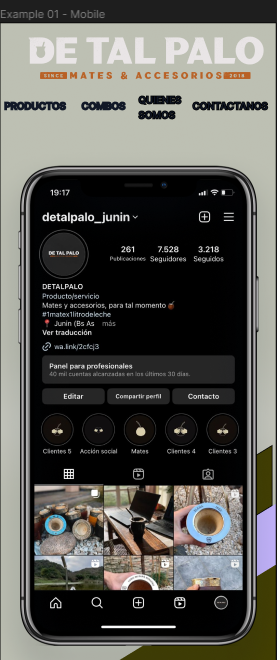 Example 01 - Mobile
DE TAL PALO
SINCE MATES & ACCESORIOS 2018
PRODUCTOS
COMBOS
QUIENES
SOMOS
CONTACTANOS
19:17
detalpalo_junin
DE TAL PALO
261
Publicaciones
7.528
Seguidores
3.218
Seguidos
DETALPALO
Producto/servicio
Mates y accesorios, para tal momento 🧉
#1matex1litrodeleche
📍 Junin (Bs As más
Ver traducción
wa.link/2cfcj3
Panel para profesionales
40 mil cuentas alcanzadas en los últimos 30 días.
Editar
Compartir perfil
Contacto
Clientes 5
Acción social
Mates
Clientes 4
Clientes 3